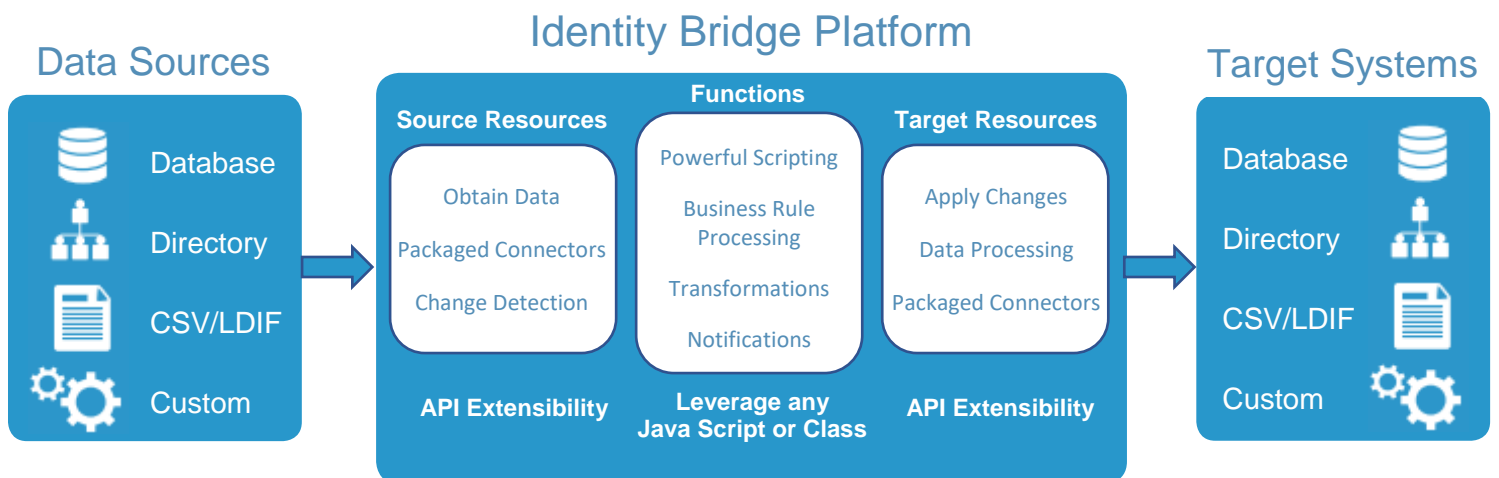 Identity Bridge Platform
Data Sources
Database
Directory
CSV/LDIF
Custom
Functions
Source Resources
Obtain Data
Packaged Connectors
Change Detection
API Extensibility
Powerful Scripting
Business Rule
Processing
Transformations
Notifications
Leverage any
Java Script or Class
Target Resources
Apply Changes
Data Processing
Packaged Connectors
API Extensibility
Target Systems
Database
Directory
CSV/LDIF
Custom